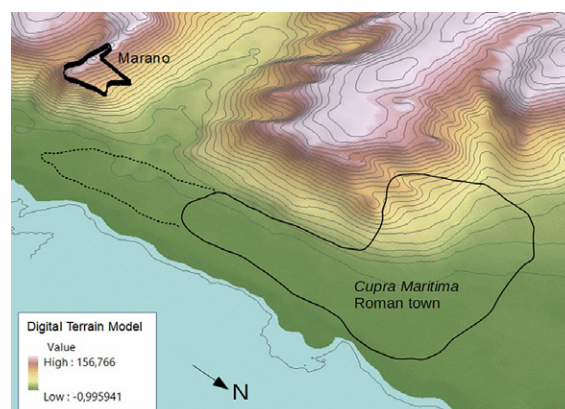 Marano
Cupra Maritima
Roman town
Digital Terrain Model
Value
High : 156,766
Low : -0,995941
N